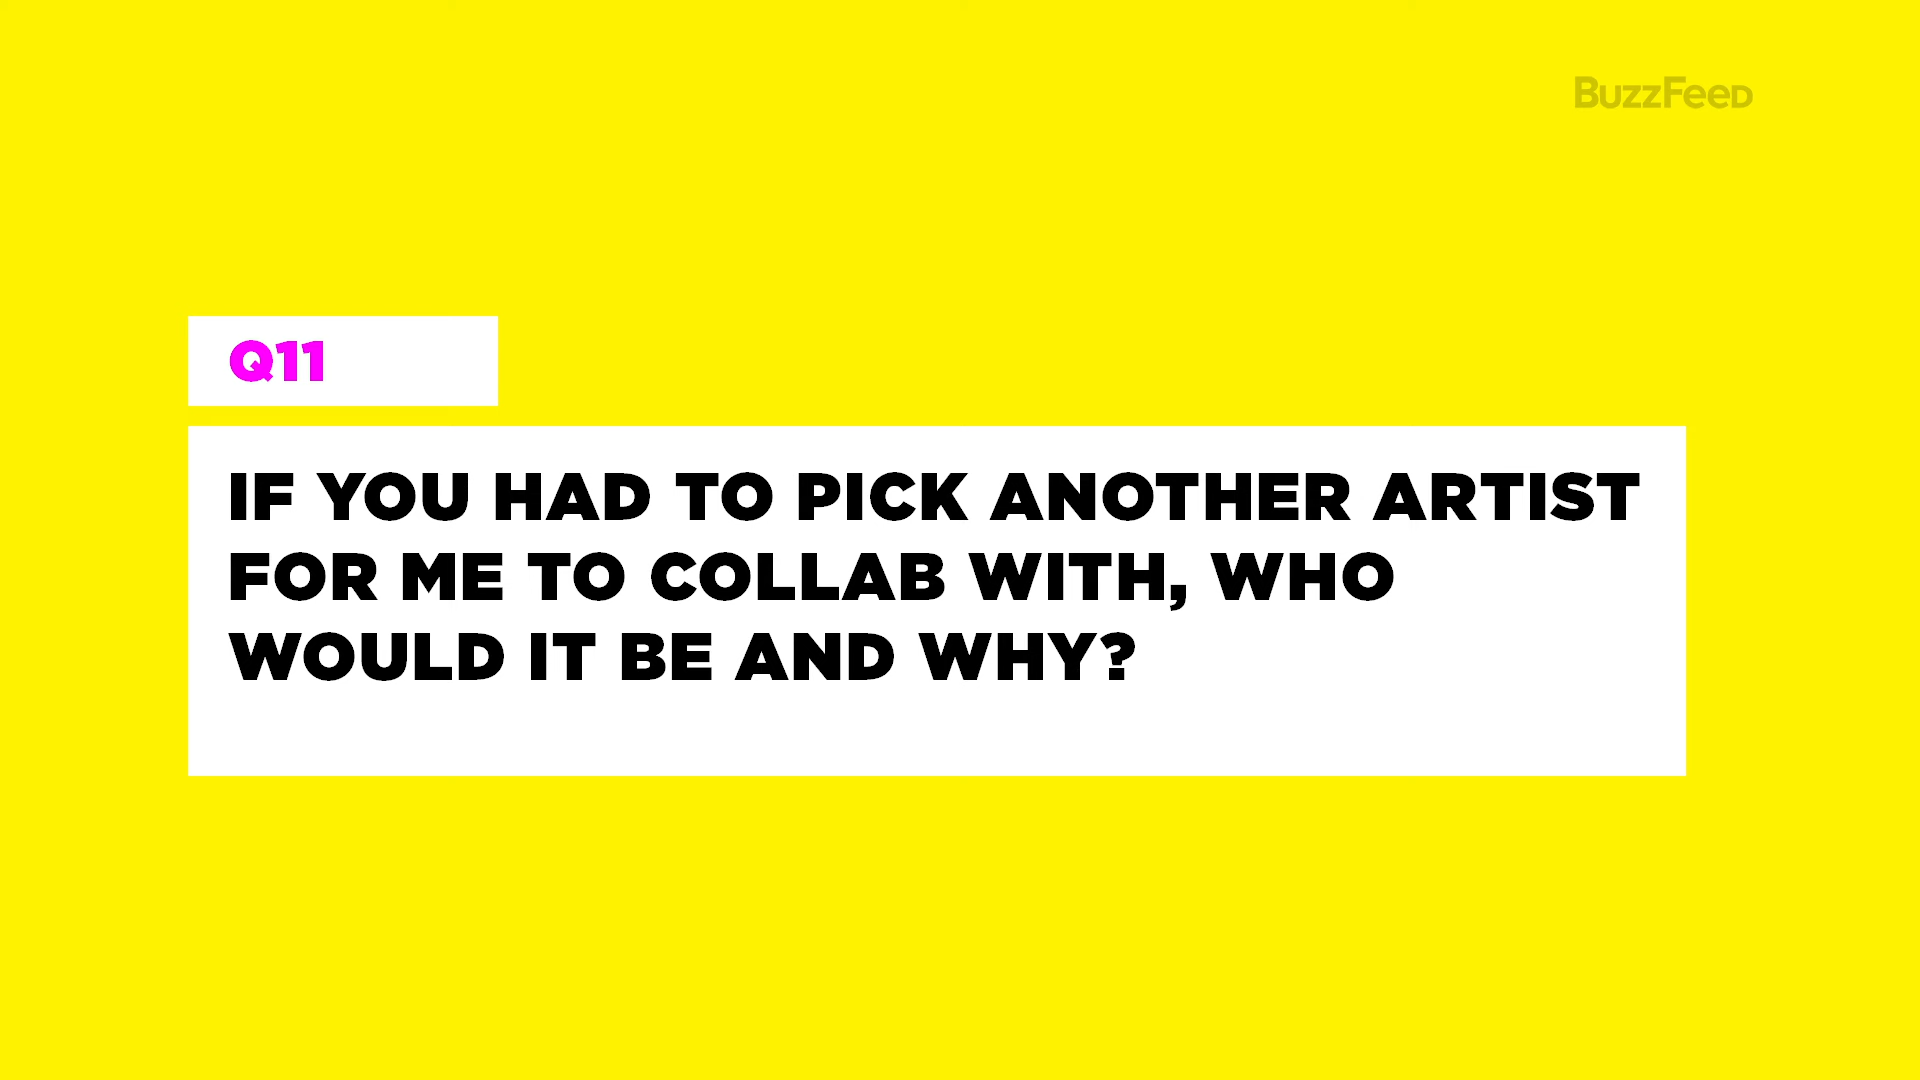 BuzzFeed
Q11
IF YOU HAD TO PICK ANOTHER ARTIST
FOR ME TO COLLAB WITH, WHO
WOULD IT BE AND WHY?